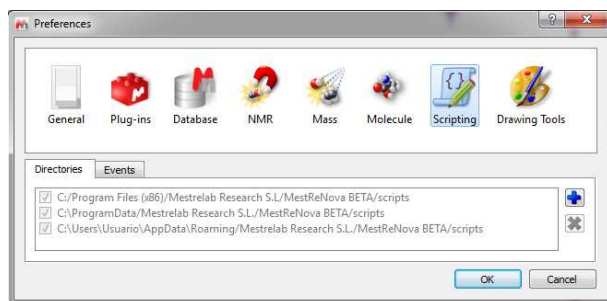 Preferences
General Plug-ins Database NMR Mass Molecule Scripting Drawing Tools
Directories Events
C:/Program Files (x86)/Mestrelab Research S.L/MestReNova BETA/scripts
C:\ProgramData/Mestrelab Research S.L./MestReNova BETA/scripts
C:\Users\Usuario\AppData\Roaming/Mestrelab Research S.L./MestReNova BETA/scripts
OK Cancel